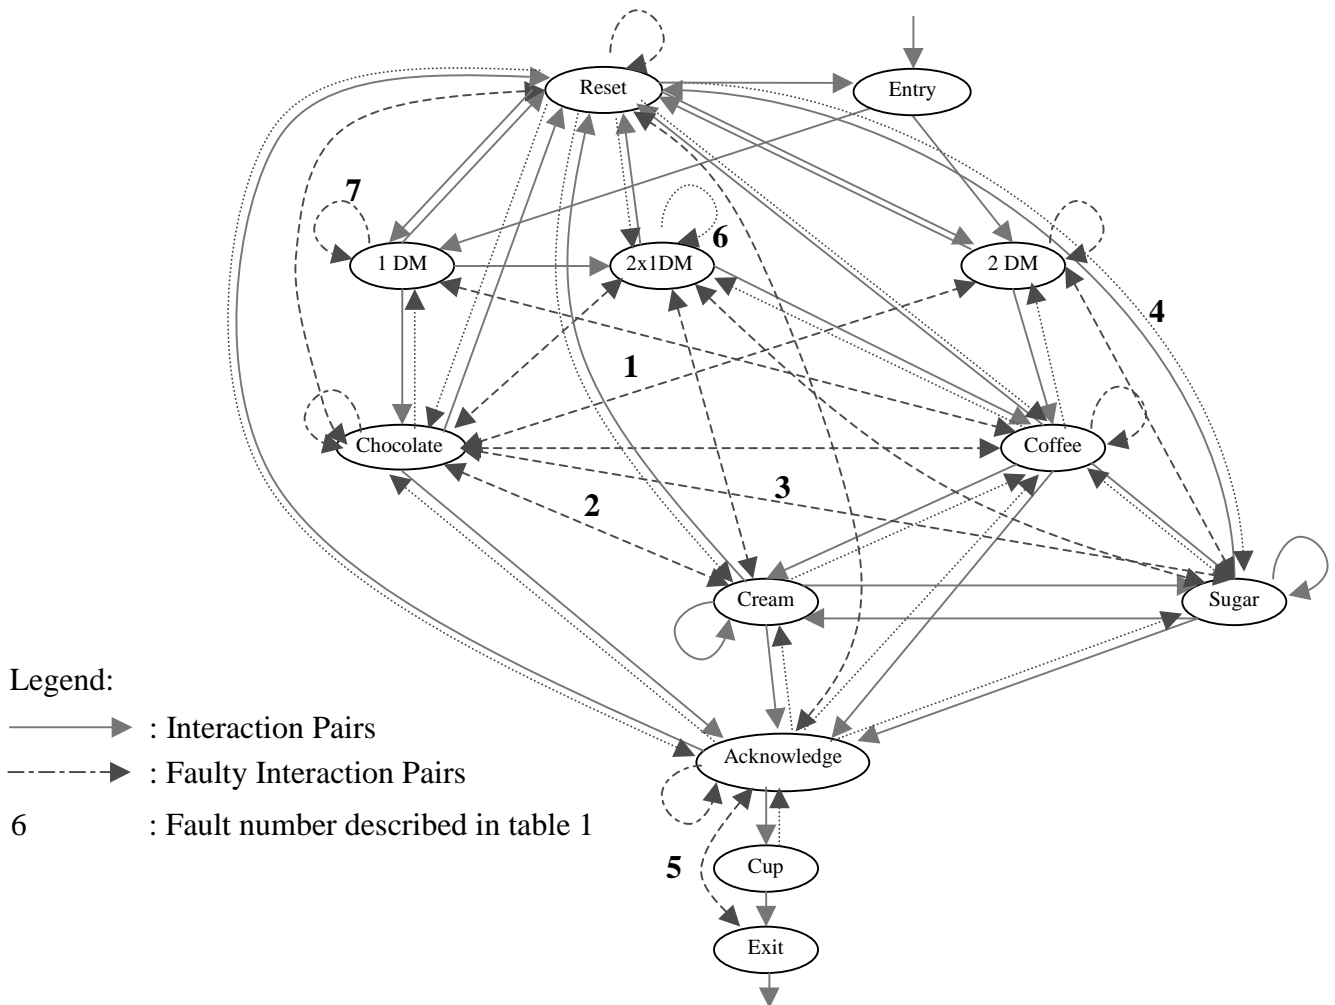 Reset
Entry
7
1 DM
2x1DM
6
2 DM
4
1
Chocolate
Coffee
2
3
Cream
Sugar
Acknowledge
5
Cup
Exit
Legend:
: Interaction Pairs
: Faulty Interaction Pairs
6 : Fault number described in table 1